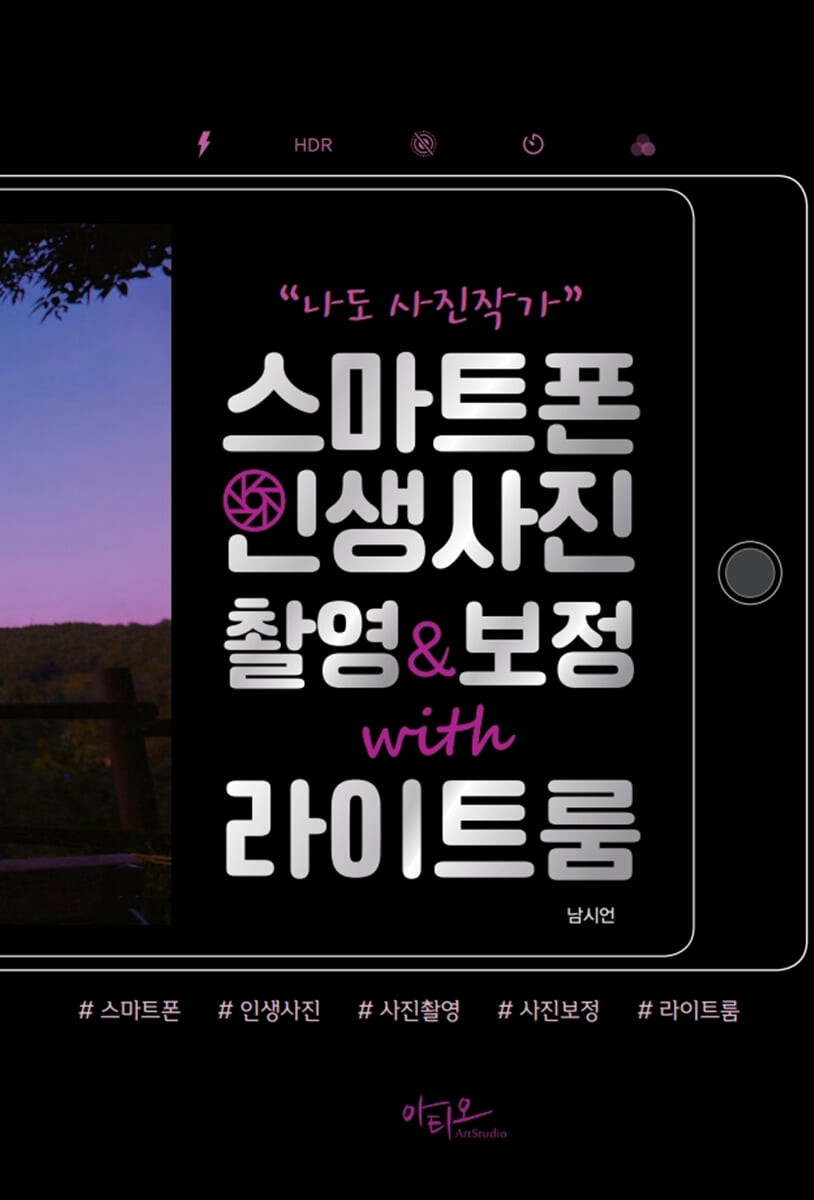 HDR
“나도 사진작가”
스마트폰
인생사진
촬영&보정
with
라이트룸
남시언
# 스마트폰 # 인생사진 # 사진촬영 # 사진보정 # 라이트룸
아티오
ArtStudio